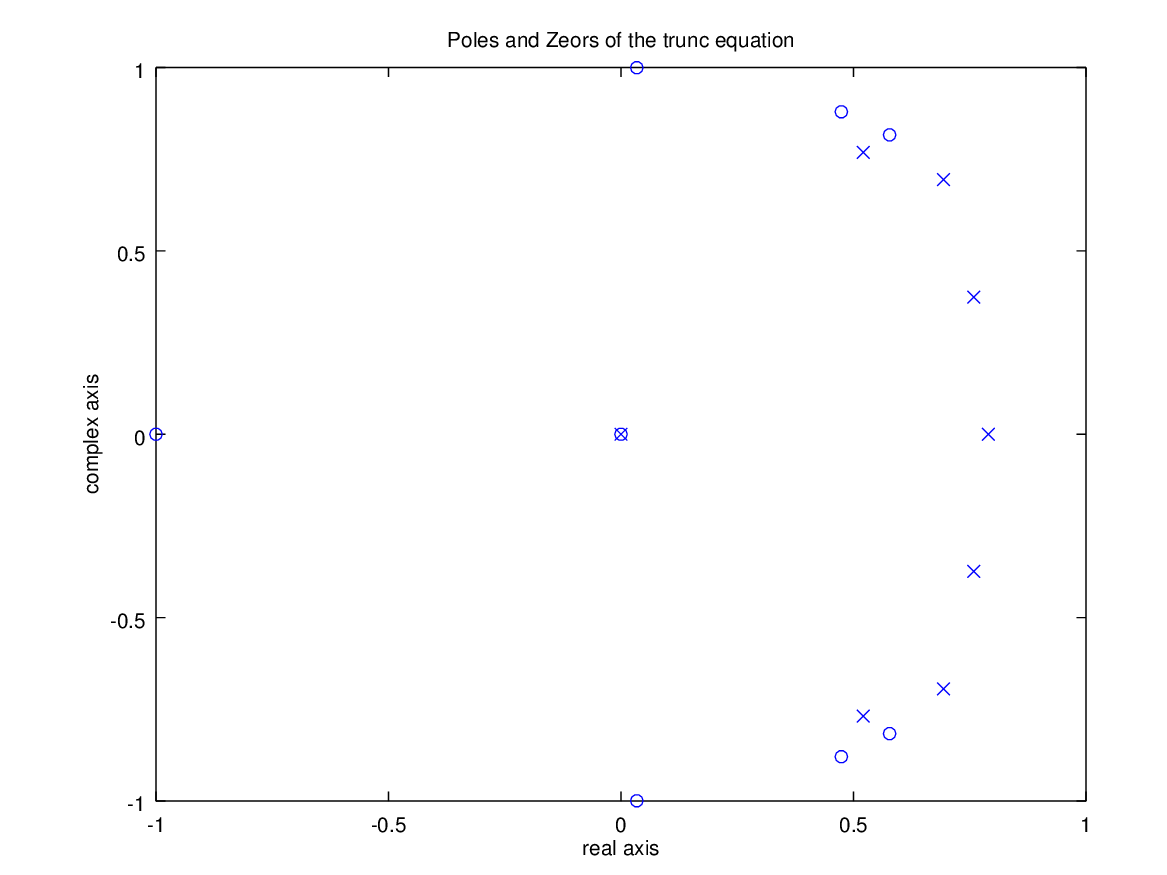 Poles and Zeors of the trunc equation
1
0.5
0
-0.5
-1
complex axis
-1 -0.5 0 0.5 1
real axis